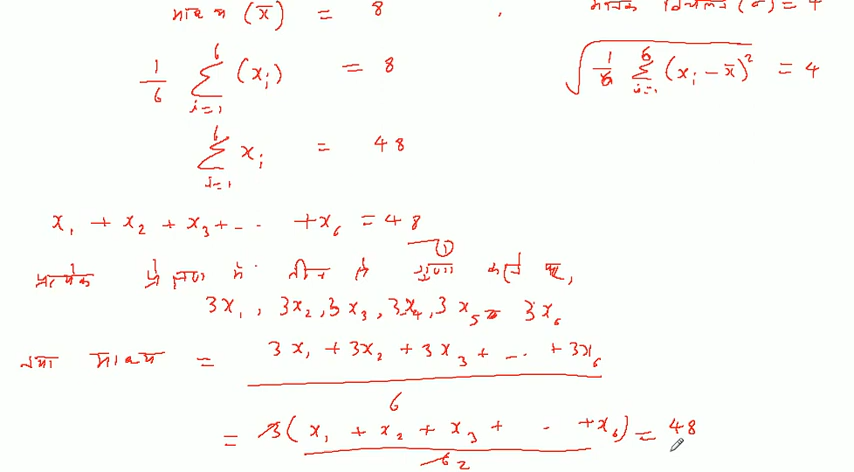 माध्य (x̄) = 8 , मानक विचलन (σ) = 4
1/6 Σ_{i=1}^{6} (x_i) = 8 √(1/6 Σ_{i=1}^{6} (x_i - x̄)²) = 4
Σ_{i=1}^{6} x_i = 48
x₁ + x₂ + x₃ + - .. + x₆ = 48 ①
प्रत्येक प्रेक्षण में तीन से गुणा करने पर,
3x₁, 3x₂, 3x₃, 3x₄, 3x₅ 3x₆
नया माध्य = (3x₁ + 3x₂ + 3x₃ + - .. + 3x₆) / 6
= 3(x₁ + x₂ + x₃ + - . + x₆) / 6 2 = 48